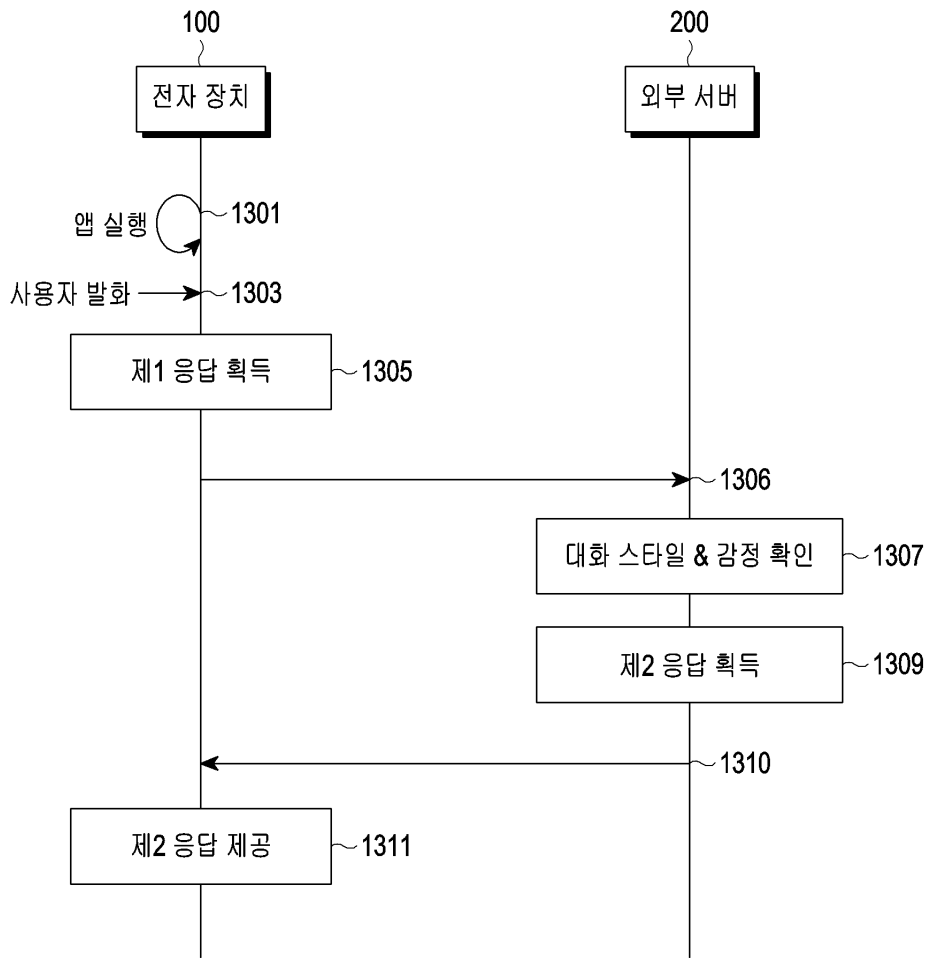 100
200
전자 장치
외부 서버
앱 실행
1301
사용자 발화
1303
제1 응답 획득
1305
1306
대화 스타일 & 감정 확인
1307
제2 응답 획득
1309
1310
제2 응답 제공
1311